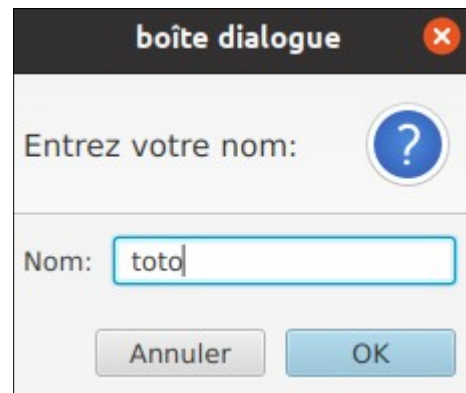 boîte dialogue
Entrez votre nom:
?
Nom: toto
Annuler OK